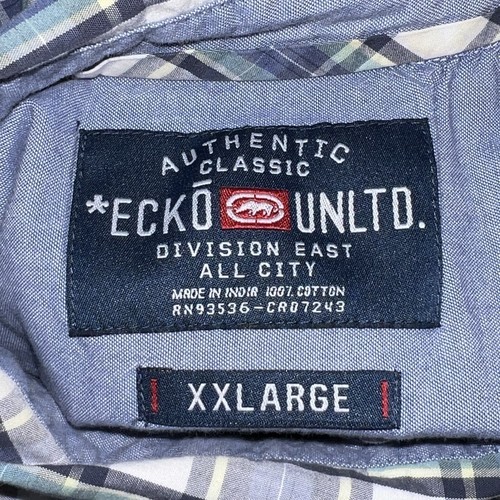 AUTHENTIC
CLASSIC
*ECKŌ UNLTD.
DIVISION EAST
ALL CITY
MADE IN INDIA 100% COTTON
RN93536-CR07243
XXLARGE